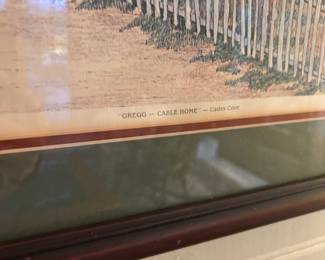 "GREGG — CABLE HOME" — Cades Cove